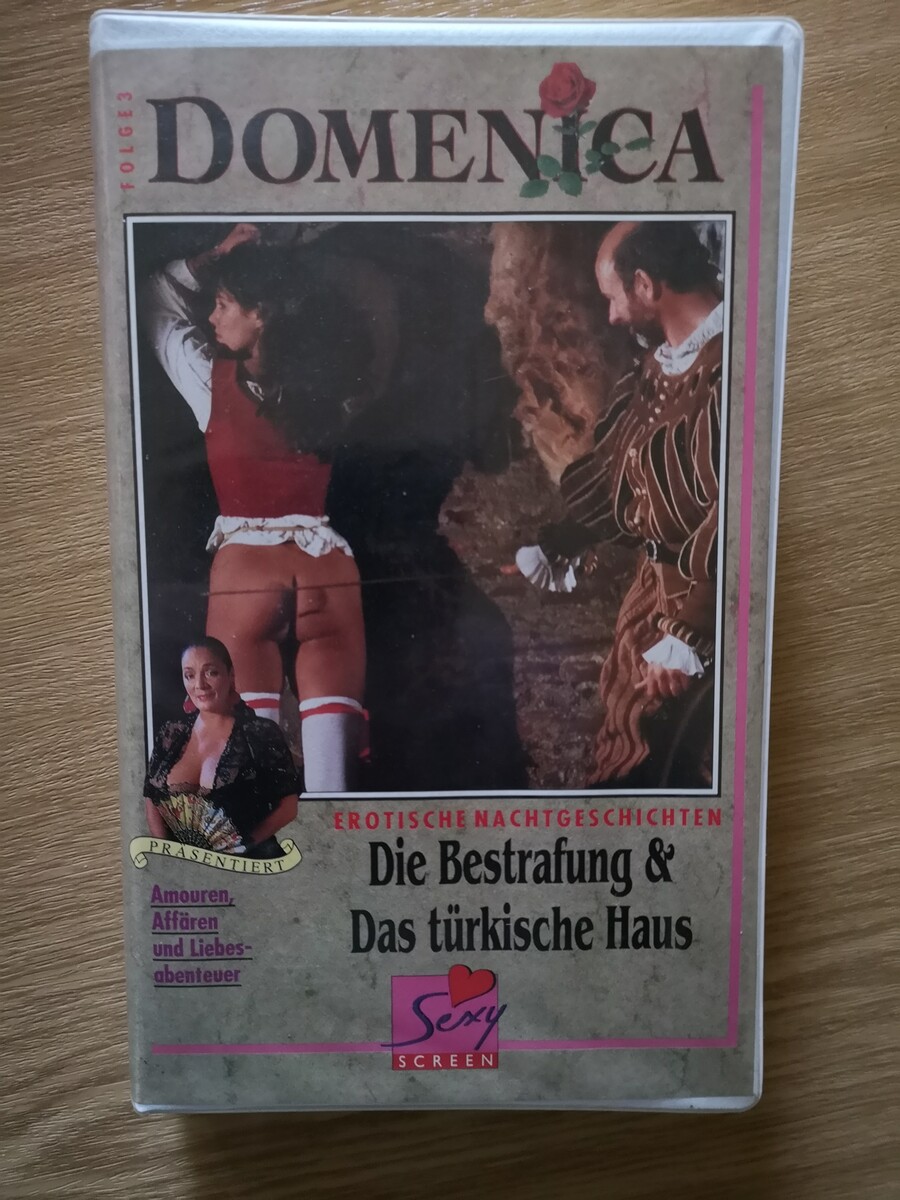 FOLGE 3
DOMENICA
PRÄSENTIERT
Amouren,
Affären
und Liebes-
abenteuer
EROTISCHE NACHTGESCHICHTEN
Die Bestrafung &
Das türkische Haus
Sexy
SCREEN